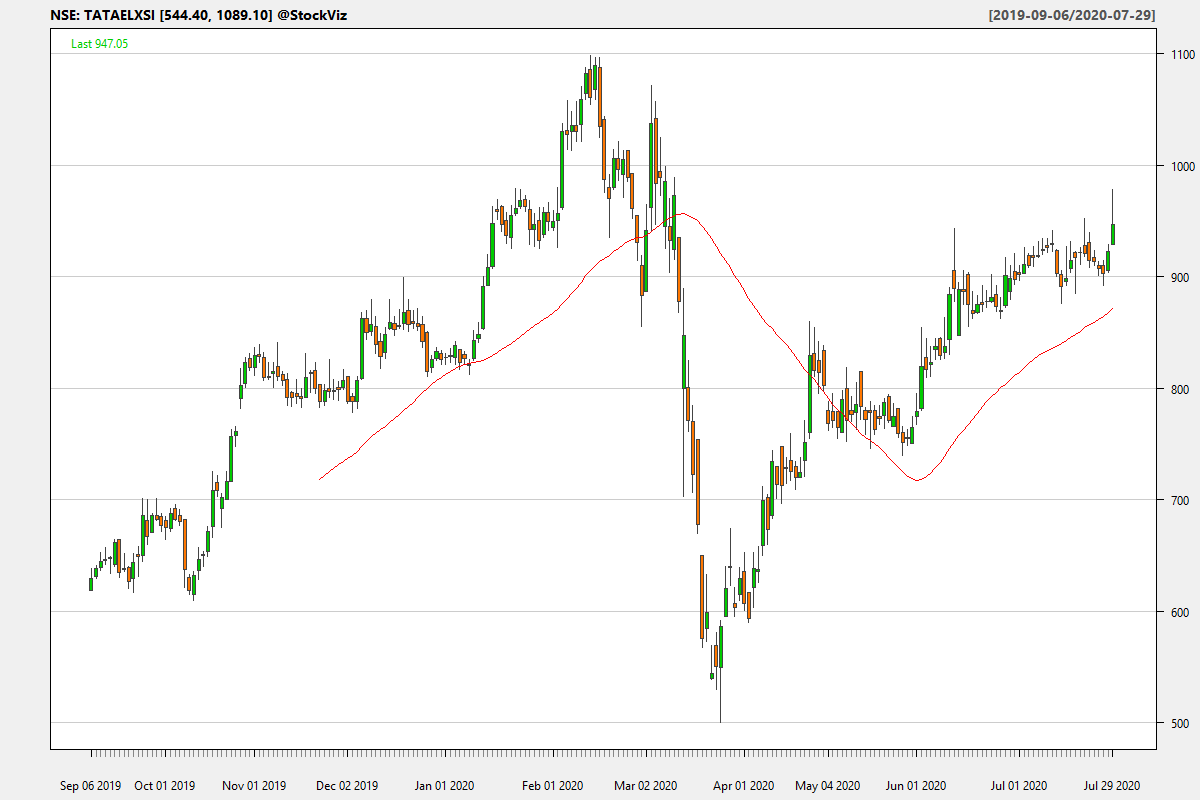 NSE: TATAELXSI [544.40, 1089.10] @StockViz [2019-09-06/2020-07-29]
Last 947.05
1100
1000
900
800
700
600
500
Sep 06 2019 Oct 01 2019 Nov 01 2019 Dec 02 2019 Jan 01 2020 Feb 01 2020 Mar 02 2020 Apr 01 2020 May 04 2020 Jun 01 2020 Jul 01 2020 Jul 29 2020